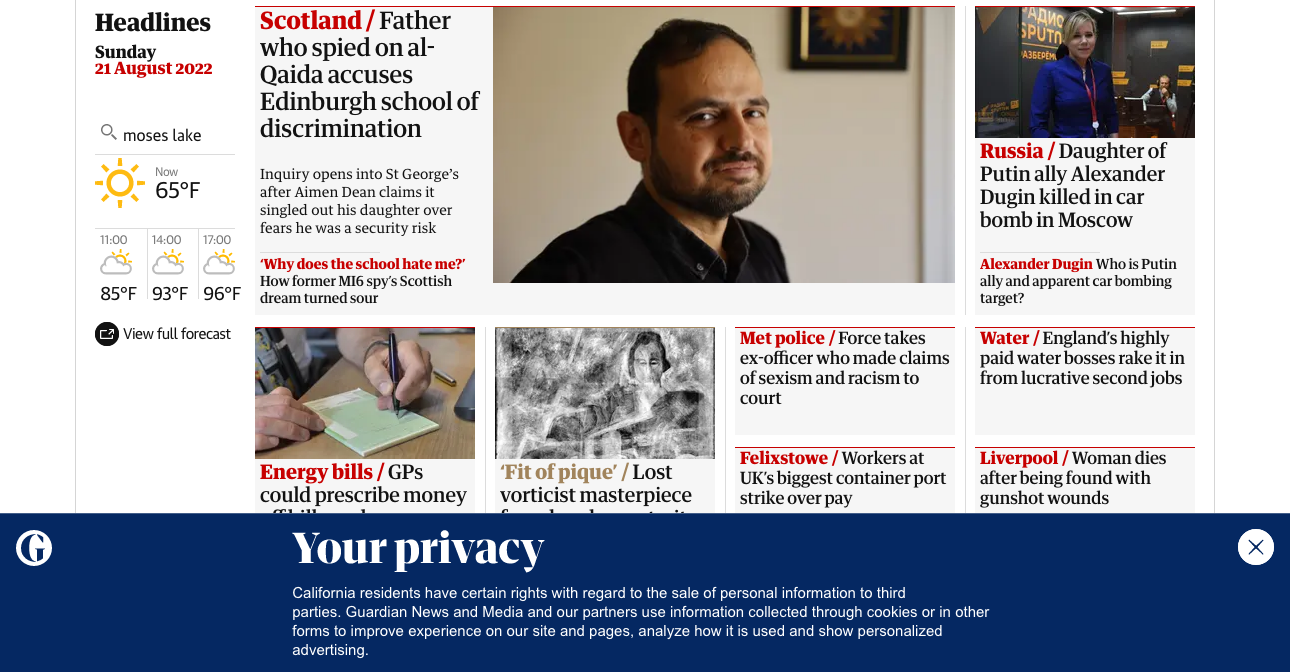 Headlines
Sunday
21 August 2022
moses lake
Now
65°F
11:00
14:00
17:00
85°F
93°F
96°F
View full forecast
Scotland / Father
who spied on al-
Qaida accuses
Edinburgh school of
discrimination
Inquiry opens into St George’s
after Aimen Dean claims it
singled out his daughter over
fears he was a security risk
‘Why does the school hate me?’
How former MI6 spy’s Scottish
dream turned sour
Russia / Daughter of
Putin ally Alexander
Dugin killed in car
bomb in Moscow
Alexander Dugin Who is Putin
ally and apparent car bombing
target?
Energy bills / GPs
could prescribe money
‘Fit of pique’ / Lost
vorticist masterpiece
Met police / Force takes
ex-officer who made claims
of sexism and racism to
court
Water / England’s highly
paid water bosses rake it in
from lucrative second jobs
Felixstowe / Workers at
UK’s biggest container port
strike over pay
Liverpool / Woman dies
after being found with
gunshot wounds
Your privacy
California residents have certain rights with regard to the sale of personal information to third
parties. Guardian News and Media and our partners use information collected through cookies or in other
forms to improve experience on our site and pages, analyze how it is used and show personalized
advertising.